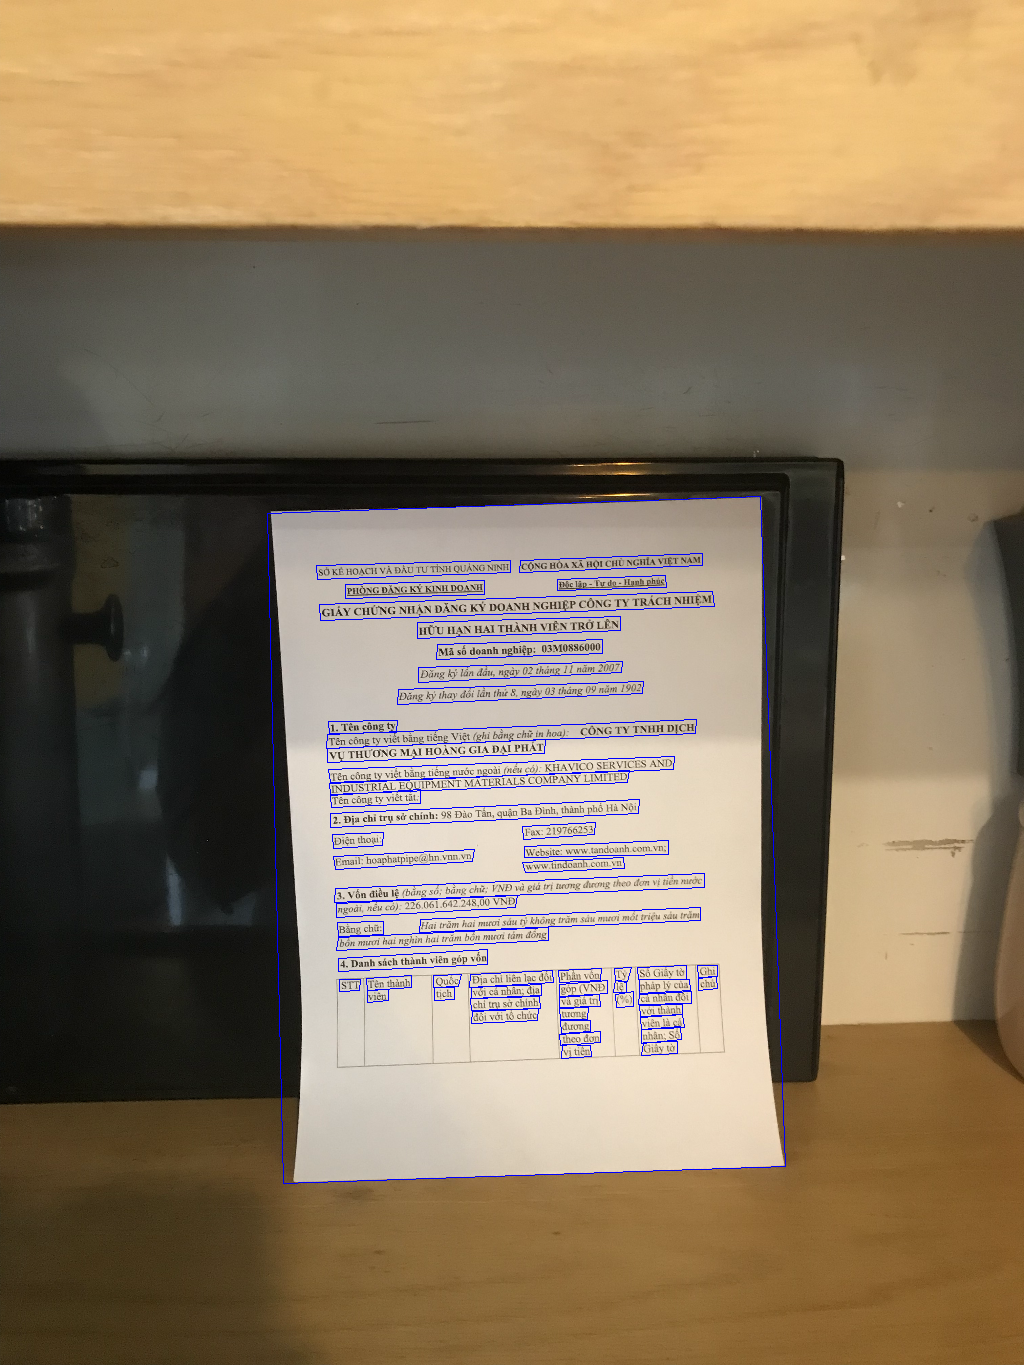 SỞ KẾ HOẠCH VÀ ĐẦU TƯ TỈNH QUẢNG NINH CỘNG HÒA XÃ HỘI CHỦ NGHĨA VIỆT NAM
PHÒNG ĐĂNG KÝ KINH DOANH Độc lập - Tự do - Hạnh phúc
GIẤY CHỨNG NHẬN ĐĂNG KÝ DOANH NGHIỆP CÔNG TY TRÁCH NHIỆM
HỮU HẠN HAI THÀNH VIÊN TRỞ LÊN
Mã số doanh nghiệp: 03M0886000
Đăng ký lần đầu, ngày 02 tháng 11 năm 2007
Đăng ký thay đổi lần thứ 8, ngày 03 tháng 09 năm 1902
1. Tên công ty
Tên công ty viết bằng tiếng Việt (ghi bằng chữ in hoa): CÔNG TY TNHH DỊCH
VỤ THƯƠNG MẠI HOÀNG GIA ĐẠI PHÁT
Tên công ty viết bằng tiếng nước ngoài (nếu có): KHAVICO SERVICES AND
INDUSTRIAL EQUIPMENT MATERIALS COMPANY LIMITED
Tên công ty viết tắt:
2. Địa chỉ trụ sở chính: 98 Đào Tấn, quận Ba Đình, thành phố Hà Nội
Điện thoại: Fax: 219766253
Email: hoaphatpipe@hn.vnn.vn Website: www.tandoanh.com.vn;
www.tindoanh.com.vn
3. Vốn điều lệ (bằng số; bằng chữ; VNĐ và giá trị tương đương theo đơn vị tiền nước
ngoài, nếu có): 226.061.642.248,00 VNĐ
Bằng chữ: Hai trăm hai mươi sáu tỷ không trăm sáu mươi mốt triệu sáu trăm
bốn mươi hai nghìn hai trăm bốn mươi tám đồng
4. Danh sách thành viên góp vốn
STT Tên thành Quốc Địa chỉ liên lạc đối Phần vốn Tỷ Số Giấy tờ Ghi
viên tịch với cá nhân; địa góp (VNĐ lệ pháp lý của chú
chỉ trụ sở chính và giá trị (%) cá nhân đối
đối với tổ chức tương với thành
đương viên là cá
theo đơn nhân; Số
vị tiền Giấy tờ